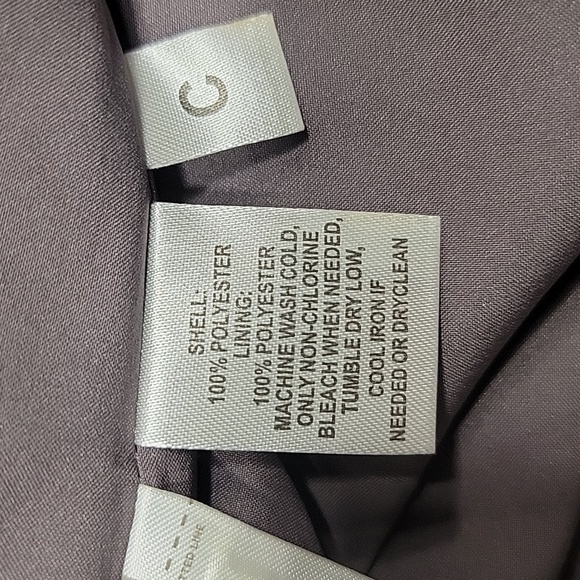 C
SHELL:
100% POLYESTER
LINING:
100% POLYESTER
MACHINE WASH COLD,
ONLY NON-CHLORINE
BLEACH WHEN NEEDED,
TUMBLE DRY LOW,
COOL IRON IF
NEEDED OR DRYCLEAN
LINE